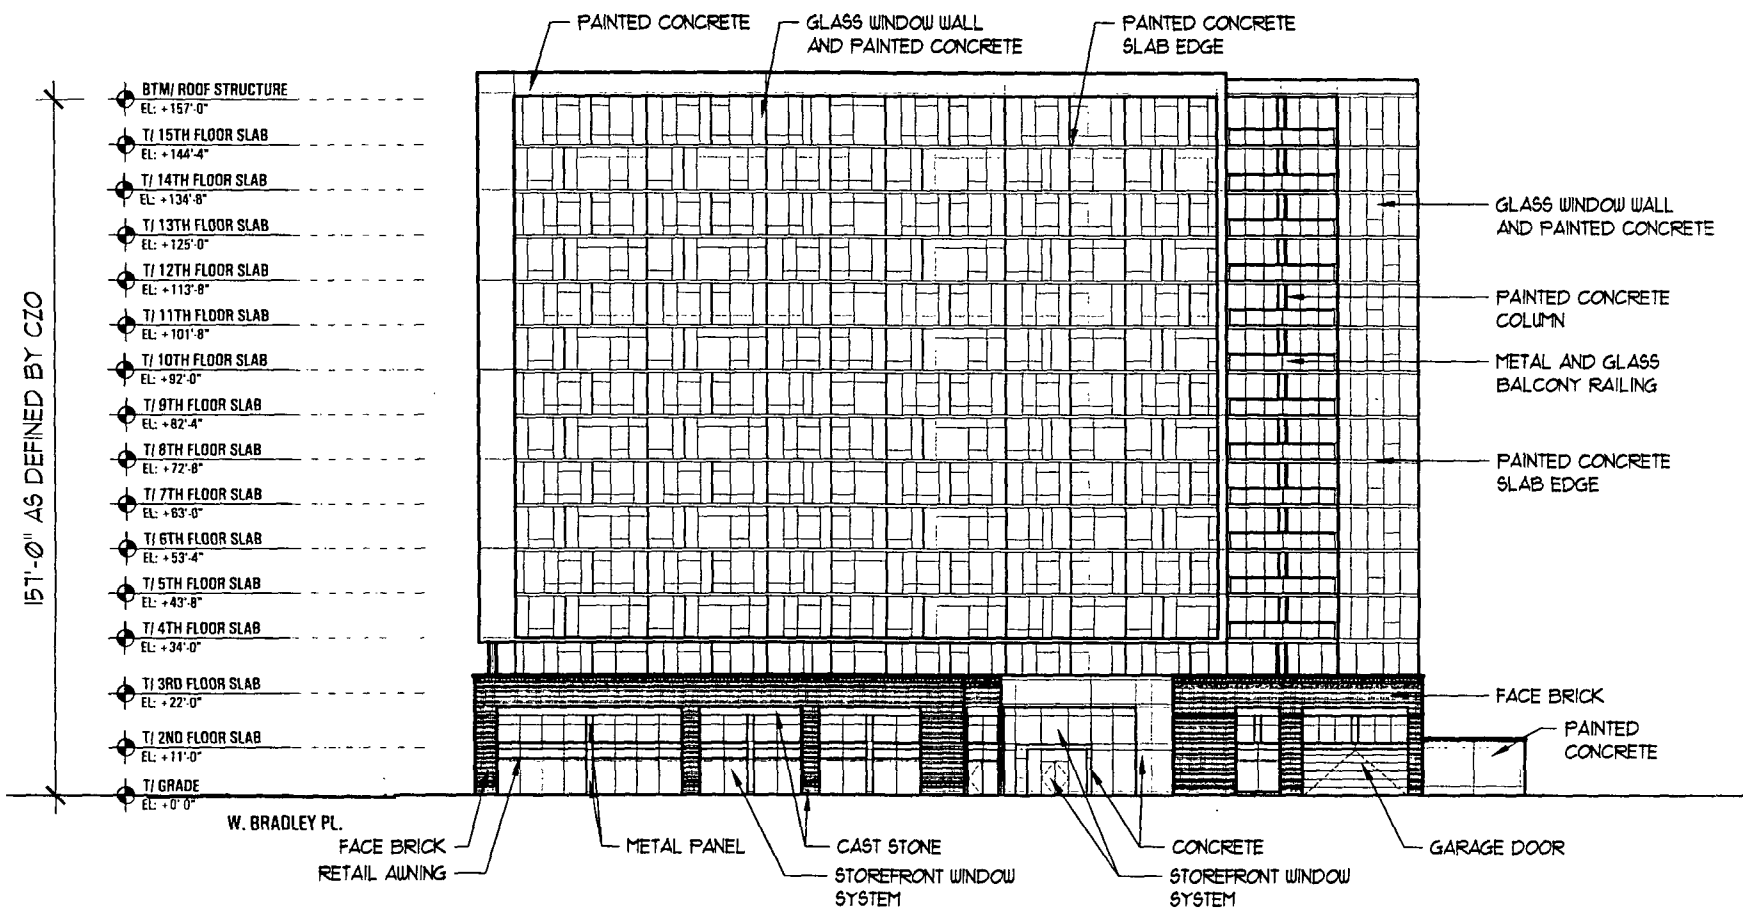 PAINTED CONCRETE
GLASS WINDOW WALL
AND PAINTED CONCRETE
PAINTED CONCRETE
SLAB EDGE
BTM/ ROOF STRUCTURE
EL: +157'-0"
T/ 15TH FLOOR SLAB
EL: +144'-4"
T/ 14TH FLOOR SLAB
EL: +134'-8"
T/ 13TH FLOOR SLAB
EL: +125'-0"
T/ 12TH FLOOR SLAB
EL: +113'-8"
T/ 11TH FLOOR SLAB
EL: +101'-8"
T/ 10TH FLOOR SLAB
EL: +92'-0"
T/ 9TH FLOOR SLAB
EL: +82'-4"
T/ 8TH FLOOR SLAB
EL: +72'-8"
T/ 7TH FLOOR SLAB
EL: +63'-0"
T/ 6TH FLOOR SLAB
EL: +53'-4"
T/ 5TH FLOOR SLAB
EL: +43'-8"
T/ 4TH FLOOR SLAB
EL: +34'-0"
T/ 3RD FLOOR SLAB
EL: +22'-0"
T/ 2ND FLOOR SLAB
EL: +11'-0"
T/ GRADE
EL: +0'0"
157'-0" AS DEFINED BY CZO
W. BRADLEY PL.
GLASS WINDOW WALL
AND PAINTED CONCRETE
PAINTED CONCRETE
COLUMN
METAL AND GLASS
BALCONY RAILING
PAINTED CONCRETE
SLAB EDGE
FACE BRICK
PAINTED
CONCRETE
FACE BRICK
RETAIL AWNING
METAL PANEL
CAST STONE
STOREFRONT WINDOW
SYSTEM
CONCRETE
STOREFRONT WINDOW
SYSTEM
GARAGE DOOR